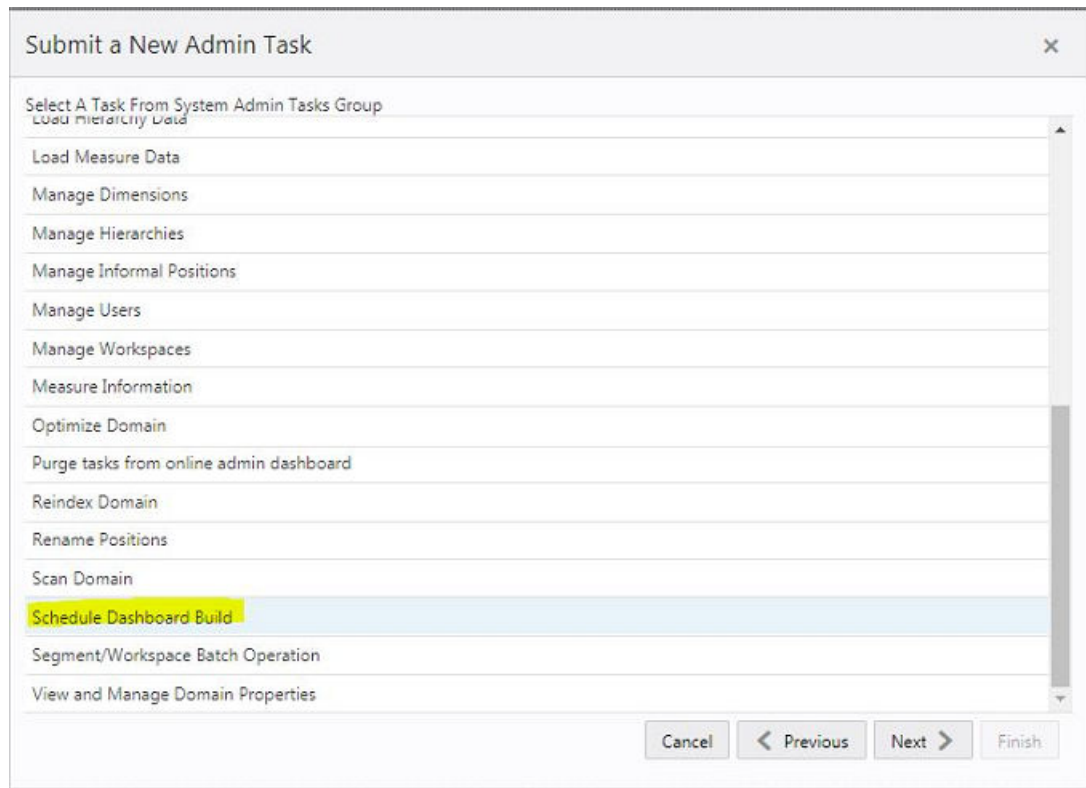 Submit a New Admin Task
Select A Task From System Admin Tasks Group
Load Hierarchy Data
Load Measure Data
Manage Dimensions
Manage Hierarchies
Manage Informal Positions
Manage Users
Manage Workspaces
Measure Information
Optimize Domain
Purge tasks from online admin dashboard
Reindex Domain
Rename Positions
Scan Domain
Schedule Dashboard Build
Segment/Workspace Batch Operation
View and Manage Domain Properties
Cancel Previous Next Finish